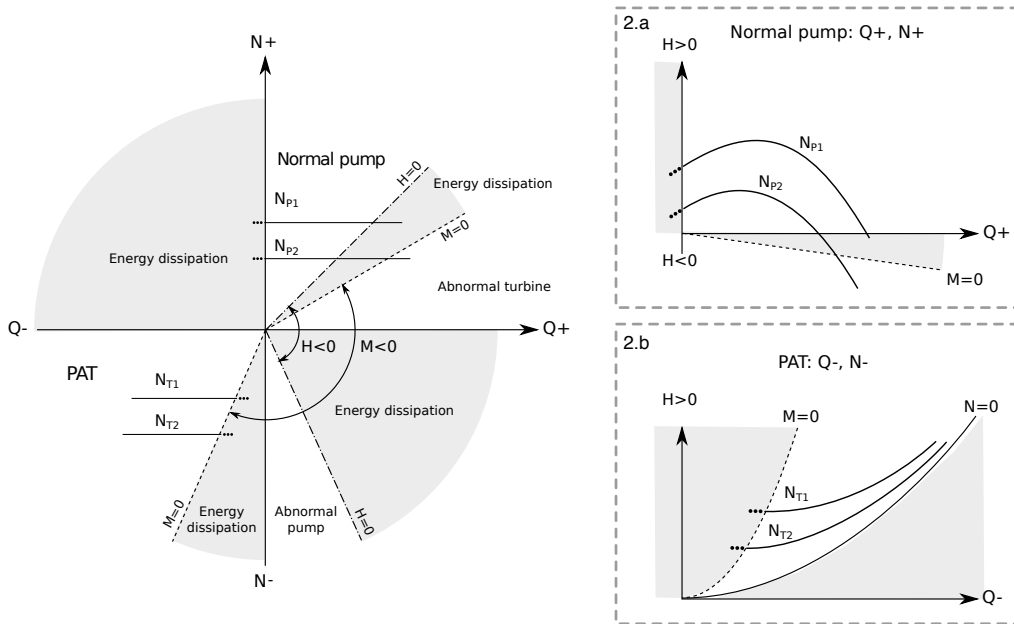 N+
Normal pump
H=0
Energy dissipation
N_P1
M=0
N_P2
Energy dissipation
Abnormal turbine
Q-
Q+
H<0
M<0
PAT
N_T1
N_T2
Energy dissipation
M=0
Energy
dissipation
Abnormal
pump
H=0
N-
2.a
Normal pump: Q+, N+
H>0
N_P1
N_P2
Q+
H<0
M=0
2.b
PAT: Q-, N-
H>0
M=0
N=0
N_T1
N_T2
Q-